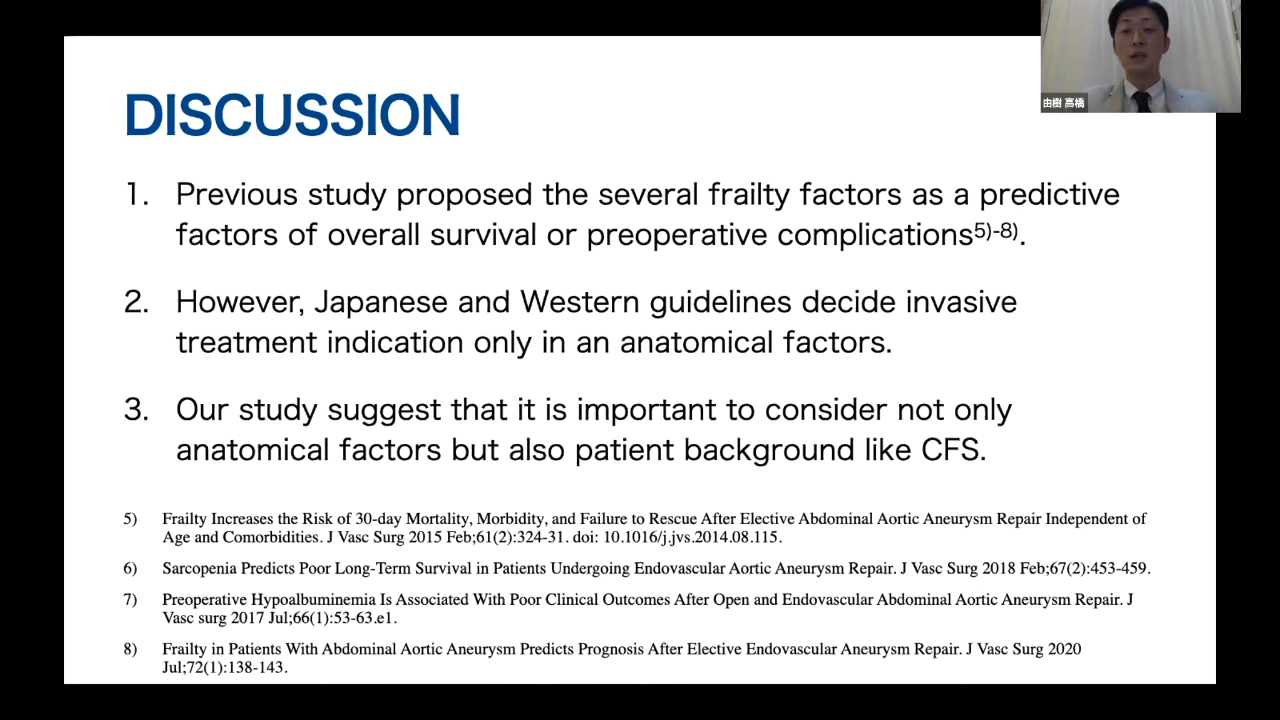 DISCUSSION
由樹 高橋
1. Previous study proposed the several frailty factors as a predictive
factors of overall survival or preoperative complications5)-8).
2. However, Japanese and Western guidelines decide invasive
treatment indication only in an anatomical factors.
3. Our study suggest that it is important to consider not only
anatomical factors but also patient background like CFS.
5) Frailty Increases the Risk of 30-day Mortality, Morbidity, and Failure to Rescue After Elective Abdominal Aortic Aneurysm Repair Independent of
Age and Comorbidities. J Vasc Surg 2015 Feb;61(2):324-31. doi: 10.1016/j.jvs.2014.08.115.
6) Sarcopenia Predicts Poor Long-Term Survival in Patients Undergoing Endovascular Aortic Aneurysm Repair. J Vasc Surg 2018 Feb;67(2):453-459.
7) Preoperative Hypoalbuminemia Is Associated With Poor Clinical Outcomes After Open and Endovascular Abdominal Aortic Aneurysm Repair. J
Vasc surg 2017 Jul;66(1):53-63.e1.
8) Frailty in Patients With Abdominal Aortic Aneurysm Predicts Prognosis After Elective Endovascular Aneurysm Repair. J Vasc Surg 2020
Jul;72(1):138-143.